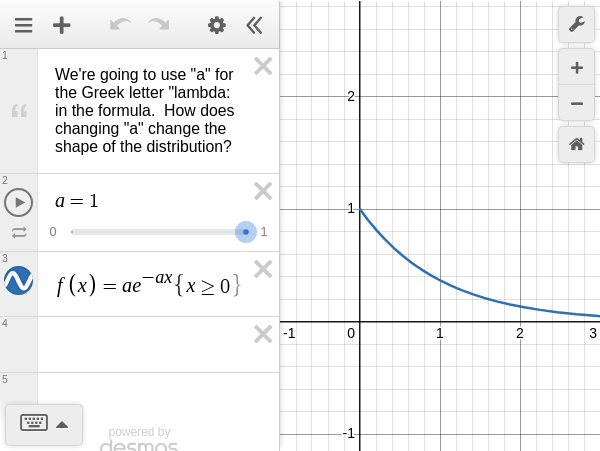 1
We're going to use "a" for
the Greek letter "lambda:
in the formula.  How does
changing "a" change the
shape of the distribution?
2
a = 1
0
1
3
f(x) = ae^{-ax}{x ≥ 0}
4
5
powered by
desmos
2
1
-1 0 1 2 3
-1